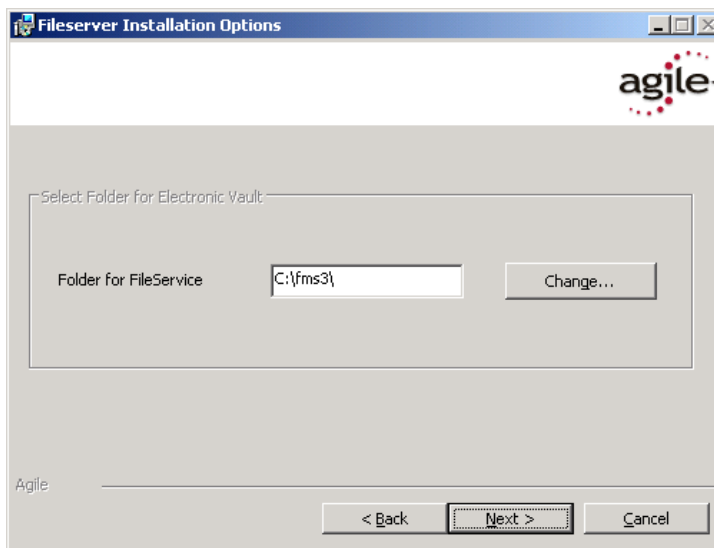 Fileserver Installation Options
agile
Select Folder for Electronic Vault
Folder for FileService
C:\fms3\
Change...
Agile
< Back
Next >
Cancel